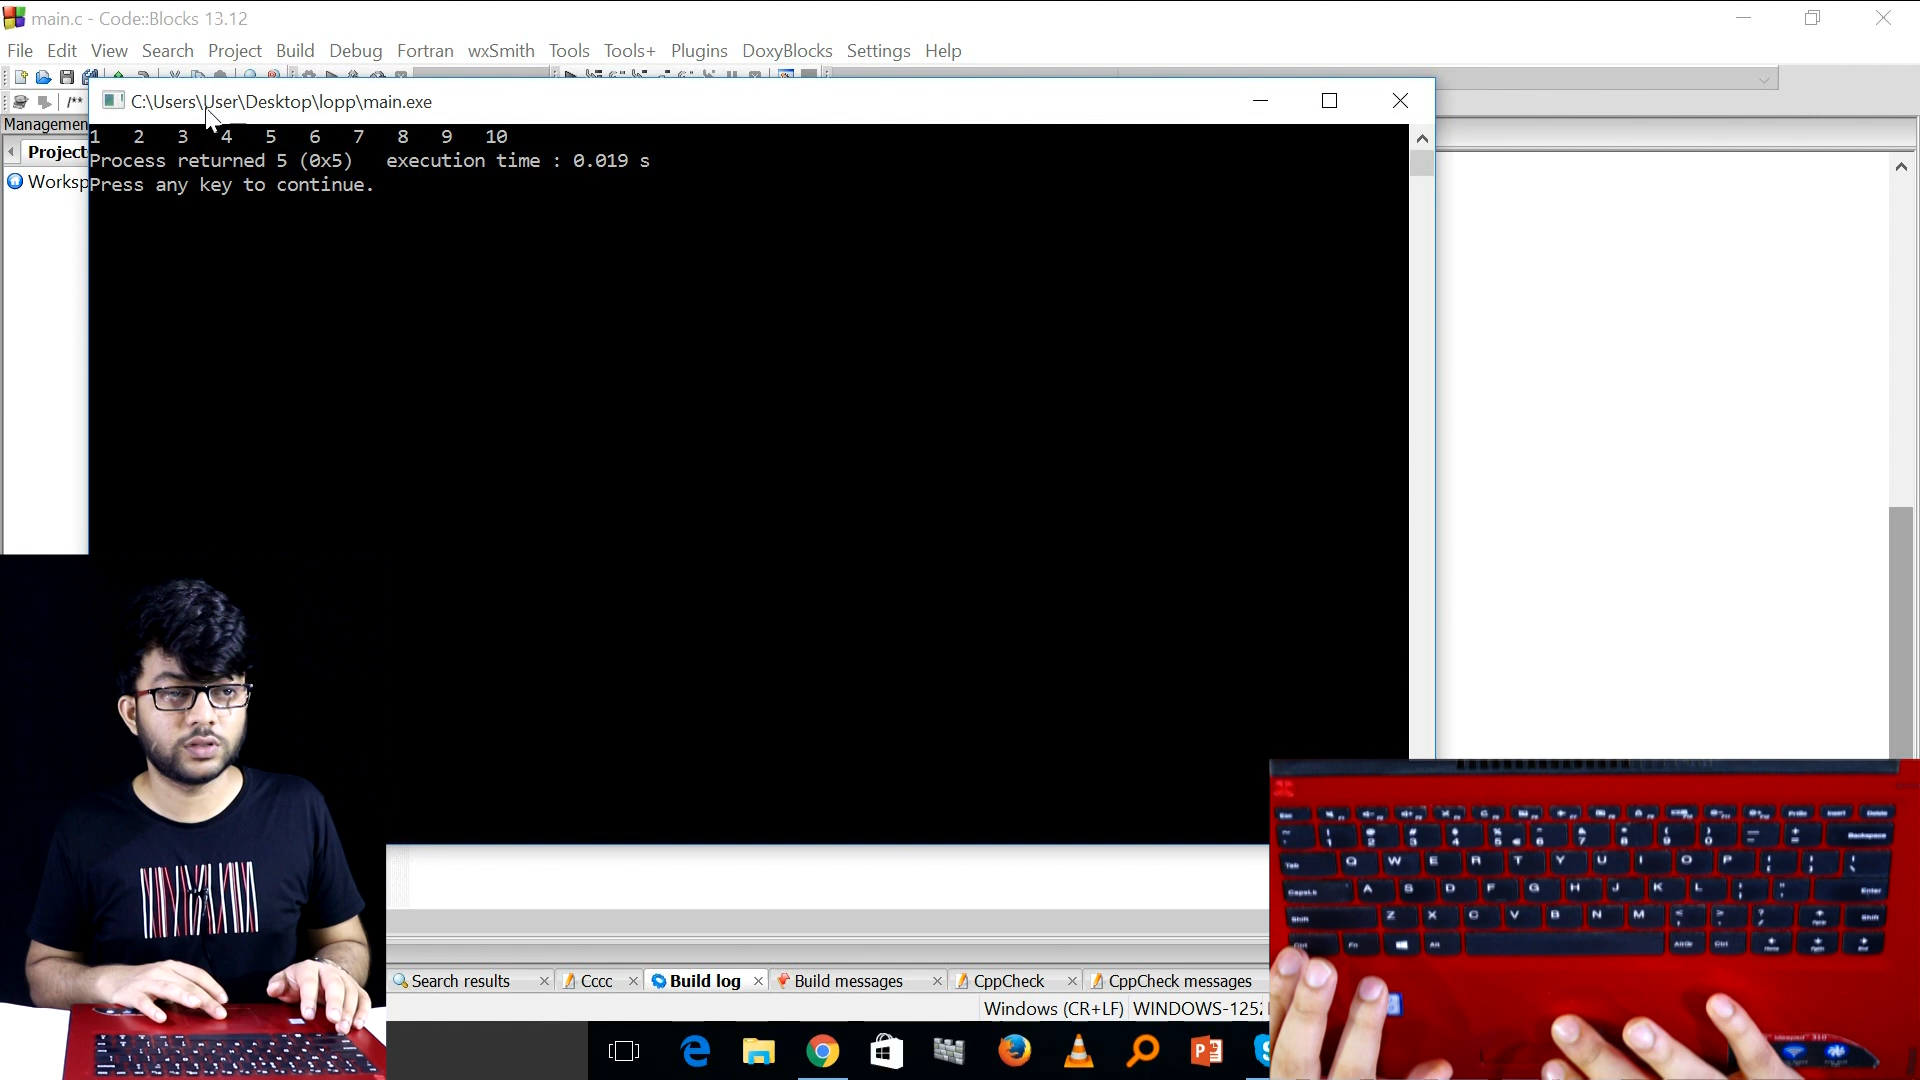 main.c - Code::Blocks 13.12
File Edit View Search Project Build Debug Fortran wxSmith Tools Tools+ Plugins DoxyBlocks Settings Help
/**
C:\Users\User\Desktop\lopp\main.exe
Managemen
Project
Worksp
1 2 3 4 5 6 7 8 9 10
Process returned 5 (0x5) execution time : 0.019 s
Press any key to continue.
Search results
Cccc
Build log
Build messages
CppCheck
CppCheck messages
Windows (CR+LF) WINDOWS-1252
Q W E R T Y U I O P
A S D F G H J K L
Z X C V B N M